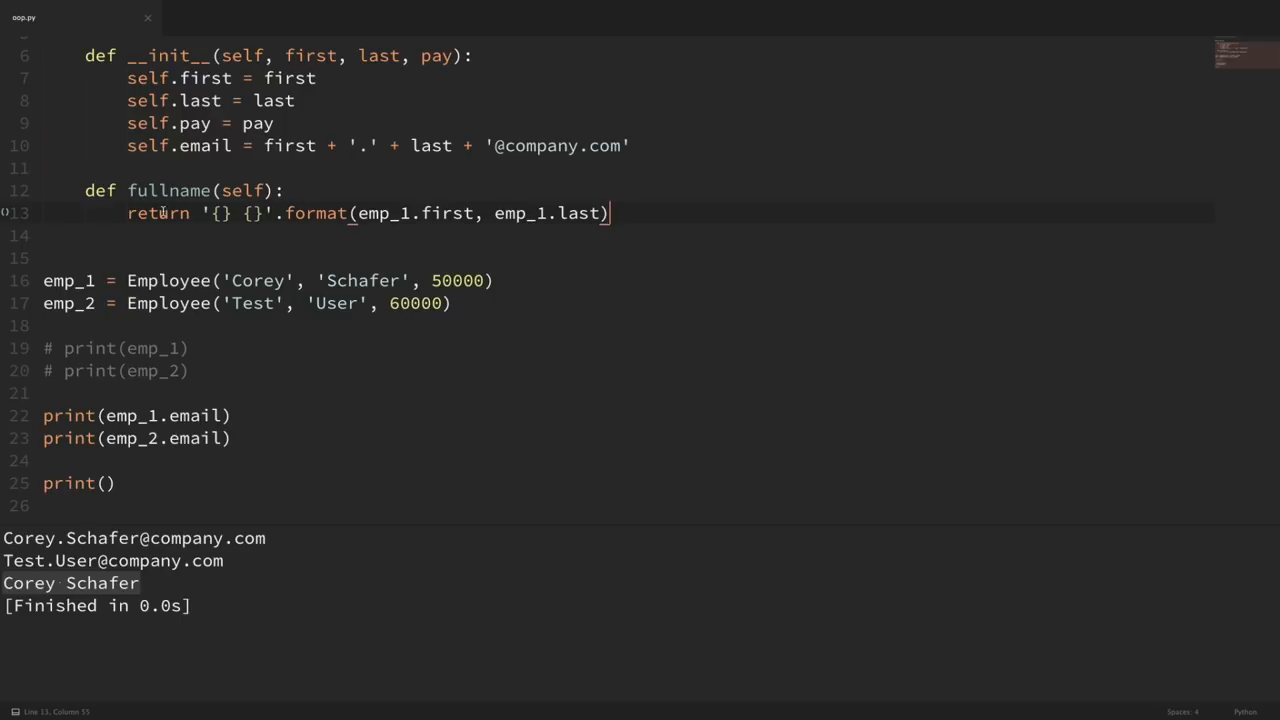 oop.py ×
6     def __init__(self, first, last, pay):
7         self.first = first
8         self.last = last
9         self.pay = pay
10         self.email = first + '.' + last + '@company.com'
11
12     def fullname(self):
13         return '{} {}'.format(emp_1.first, emp_1.last)
14
15
16 emp_1 = Employee('Corey', 'Schafer', 50000)
17 emp_2 = Employee('Test', 'User', 60000)
18
19 # print(emp_1)
20 # print(emp_2)
21
22 print(emp_1.email)
23 print(emp_2.email)
24
25 print()
26
Corey.Schafer@company.com
Test.User@company.com
Corey Schafer
[Finished in 0.0s]
Line 13, Column 55 Spaces: 4 Python